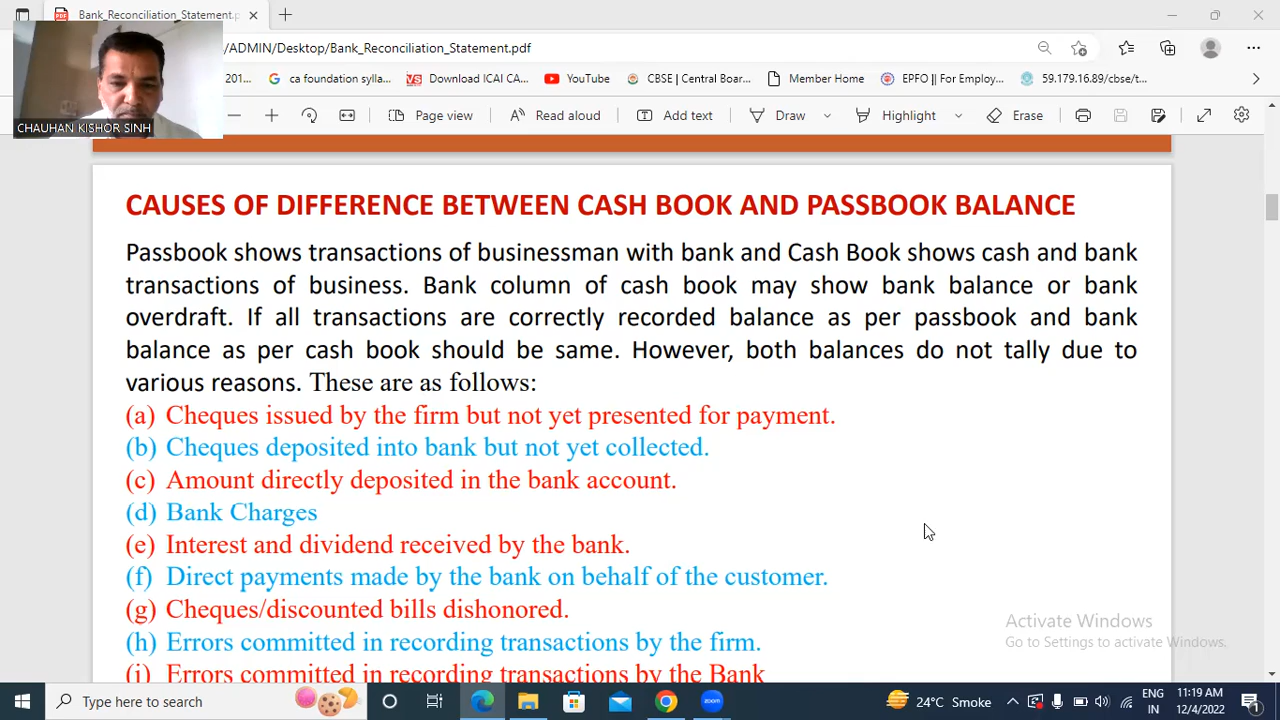 Bank_Reconciliation_Statement.p
/ADMIN/Desktop/Bank_Reconciliation_Statement.pdf
201...
ca foundation sylla...
Download ICAI CA...
YouTube
CBSE | Central Boar...
Member Home
EPFO || For Employ...
59.179.16.89/cbse/t...
CHAUHAN KISHOR SINH
Page view
Read aloud
Add text
Draw
Highlight
Erase
CAUSES OF DIFFERENCE BETWEEN CASH BOOK AND PASSBOOK BALANCE
Passbook shows transactions of businessman with bank and Cash Book shows cash and bank
transactions of business. Bank column of cash book may show bank balance or bank
overdraft. If all transactions are correctly recorded balance as per passbook and bank
balance as per cash book should be same. However, both balances do not tally due to
various reasons. These are as follows:
(a) Cheques issued by the firm but not yet presented for payment.
(b) Cheques deposited into bank but not yet collected.
(c) Amount directly deposited in the bank account.
(d) Bank Charges
(e) Interest and dividend received by the bank.
(f) Direct payments made by the bank on behalf of the customer.
(g) Cheques/discounted bills dishonored.
(h) Errors committed in recording transactions by the firm.
(i) Errors committed in recording transactions by the Bank
Activate Windows
Go to Settings to activate Windows.
Type here to search
zoom
24°C Smoke
ENG
IN
11:19 AM
12/4/2022
1